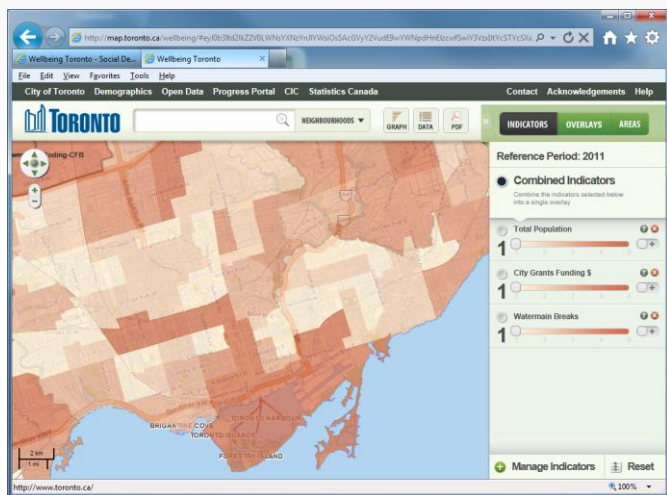 http://map.toronto.ca/wellbeing/
Wellbeing Toronto - Social De...
Wellbeing Toronto
File Edit View Favorites Tools Help
City of Toronto Demographics Open Data Progress Portal CIC Statistics Canada Contact Acknowledgements Help
TORONTO
NEIGHBOURHOODS
GRAPH DATA PDF
INDICATORS OVERLAYS AREAS
Reference Period: 2011
Combined Indicators
Combine the indicators selected below
into a single overlay
Total Population
1
City Grants Funding $
1
Watermain Breaks
1
oding-CFB
TORONTO HARBOUR
BRIGANTINE COVE
TORONTO ISLANDS
FORESTRY ISLAND
2 km
1 mi
Manage Indicators Reset
http://www.toronto.ca/
100%